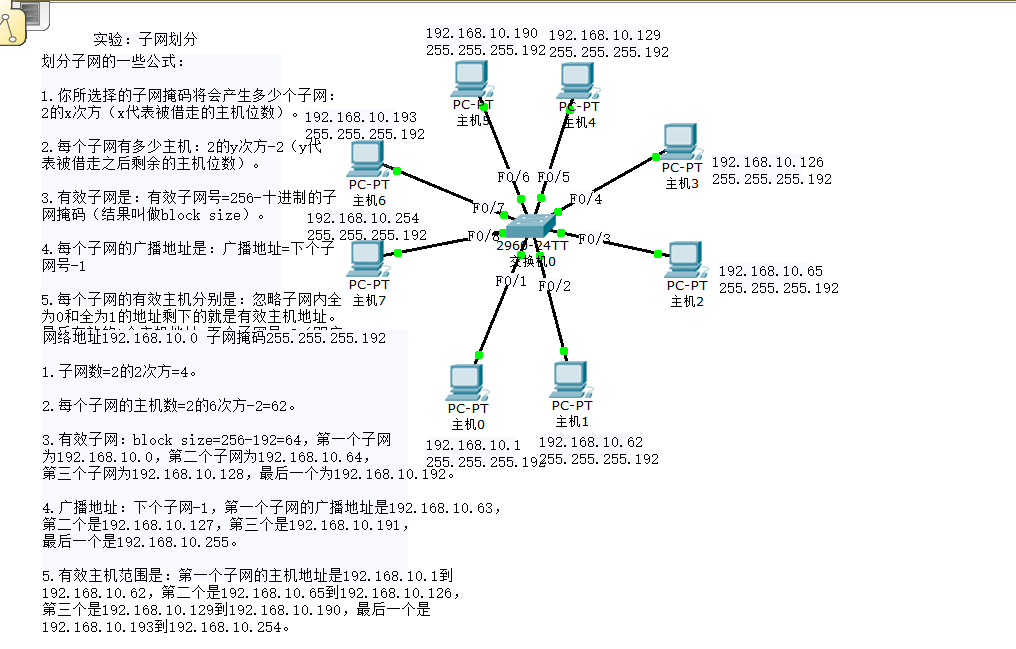 实验：子网划分
划分子网的一些公式：
1.你所选择的子网掩码将会产生多少个子网：
2的x次方（x代表被借走的主机位数）。
2.每个子网有多少主机：2的y次方-2（y代
表被借走之后剩余的主机位数）。
3.有效子网是：有效子网号=256-十进制的子
网掩码（结果叫做block size）。
4.每个子网的广播地址是：广播地址=下个子
网号-1
5.每个子网的有效主机分别是：忽略子网内全
为0和全为1的地址剩下的就是有效主机地址。
网络地址192.168.10.0 子网掩码255.255.255.192
1.子网数=2的2次方=4。
2.每个子网的主机数=2的6次方-2=62。
3.有效子网：block size=256-192=64，第一个子网
为192.168.10.0，第二个子网为192.168.10.64，
第三个子网为192.168.10.128，最后一个为192.168.10.192。
4.广播地址：下个子网-1，第一个子网的广播地址是192.168.10.63，
第二个是192.168.10.127，第三个是192.168.10.191，
最后一个是192.168.10.255。
5.有效主机范围是：第一个子网的主机地址是192.168.10.1到
192.168.10.62，第二个是192.168.10.65到192.168.10.126，
第三个是192.168.10.129到192.168.10.190，最后一个是
192.168.10.193到192.168.10.254。
192.168.10.190
255.255.255.192
PC-PT
主机5
192.168.10.129
255.255.255.192
PC-PT
主机4
192.168.10.193
255.255.255.192
PC-PT
主机6
PC-PT
主机3
192.168.10.126
255.255.255.192
192.168.10.254
255.255.255.192
PC-PT
主机7
F0/6
F0/5
F0/4
F0/7
F0/8
F0/3
2960-24TT
交换机0
F0/1
F0/2
PC-PT
主机2
192.168.10.65
255.255.255.192
PC-PT
主机0
192.168.10.1
255.255.255.192
PC-PT
主机1
192.168.10.62
255.255.255.192